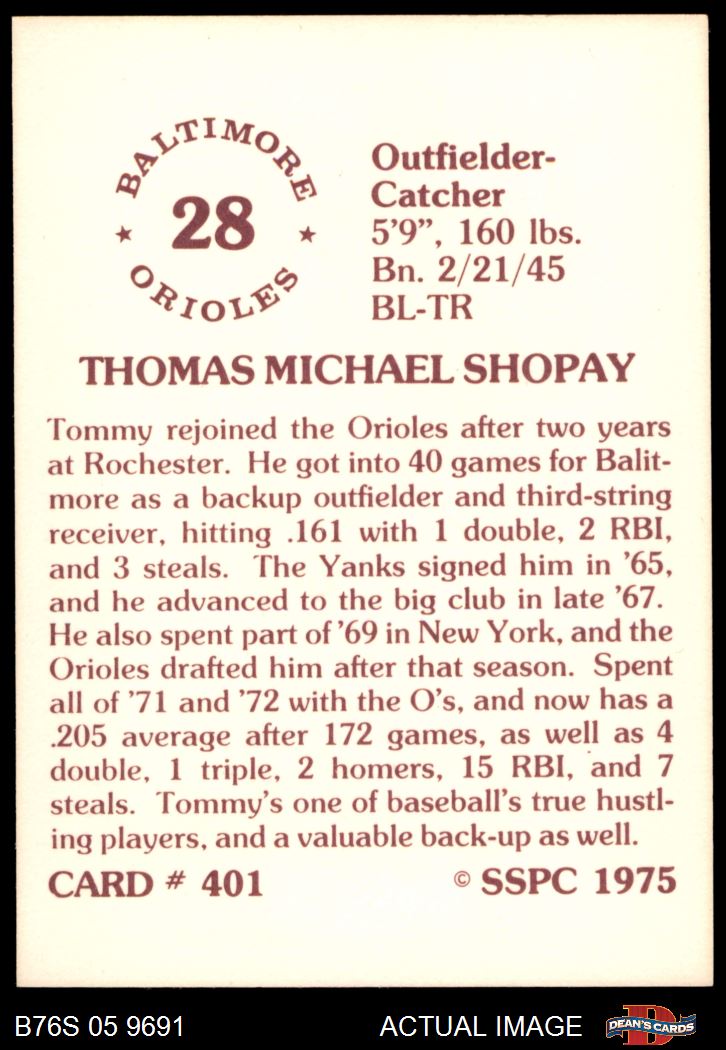 BALTIMORE
28
ORIOLES
Outfielder-
Catcher
5'9", 160 lbs.
Bn. 2/21/45
BL-TR
THOMAS MICHAEL SHOPAY
Tommy rejoined the Orioles after two years
at Rochester. He got into 40 games for Balit-
more as a backup outfielder and third-string
receiver, hitting .161 with 1 double, 2 RBI,
and 3 steals. The Yanks signed him in '65,
and he advanced to the big club in late '67.
He also spent part of '69 in New York, and the
Orioles drafted him after that season. Spent
all of '71 and '72 with the O's, and now has a
.205 average after 172 games, as well as 4
double, 1 triple, 2 homers, 15 RBI, and 7
steals. Tommy's one of baseball's true hustl-
ing players, and a valuable back-up as well.
CARD # 401 © SSPC 1975
B76S 05 9691 ACTUAL IMAGE D DEAN'S CARDS